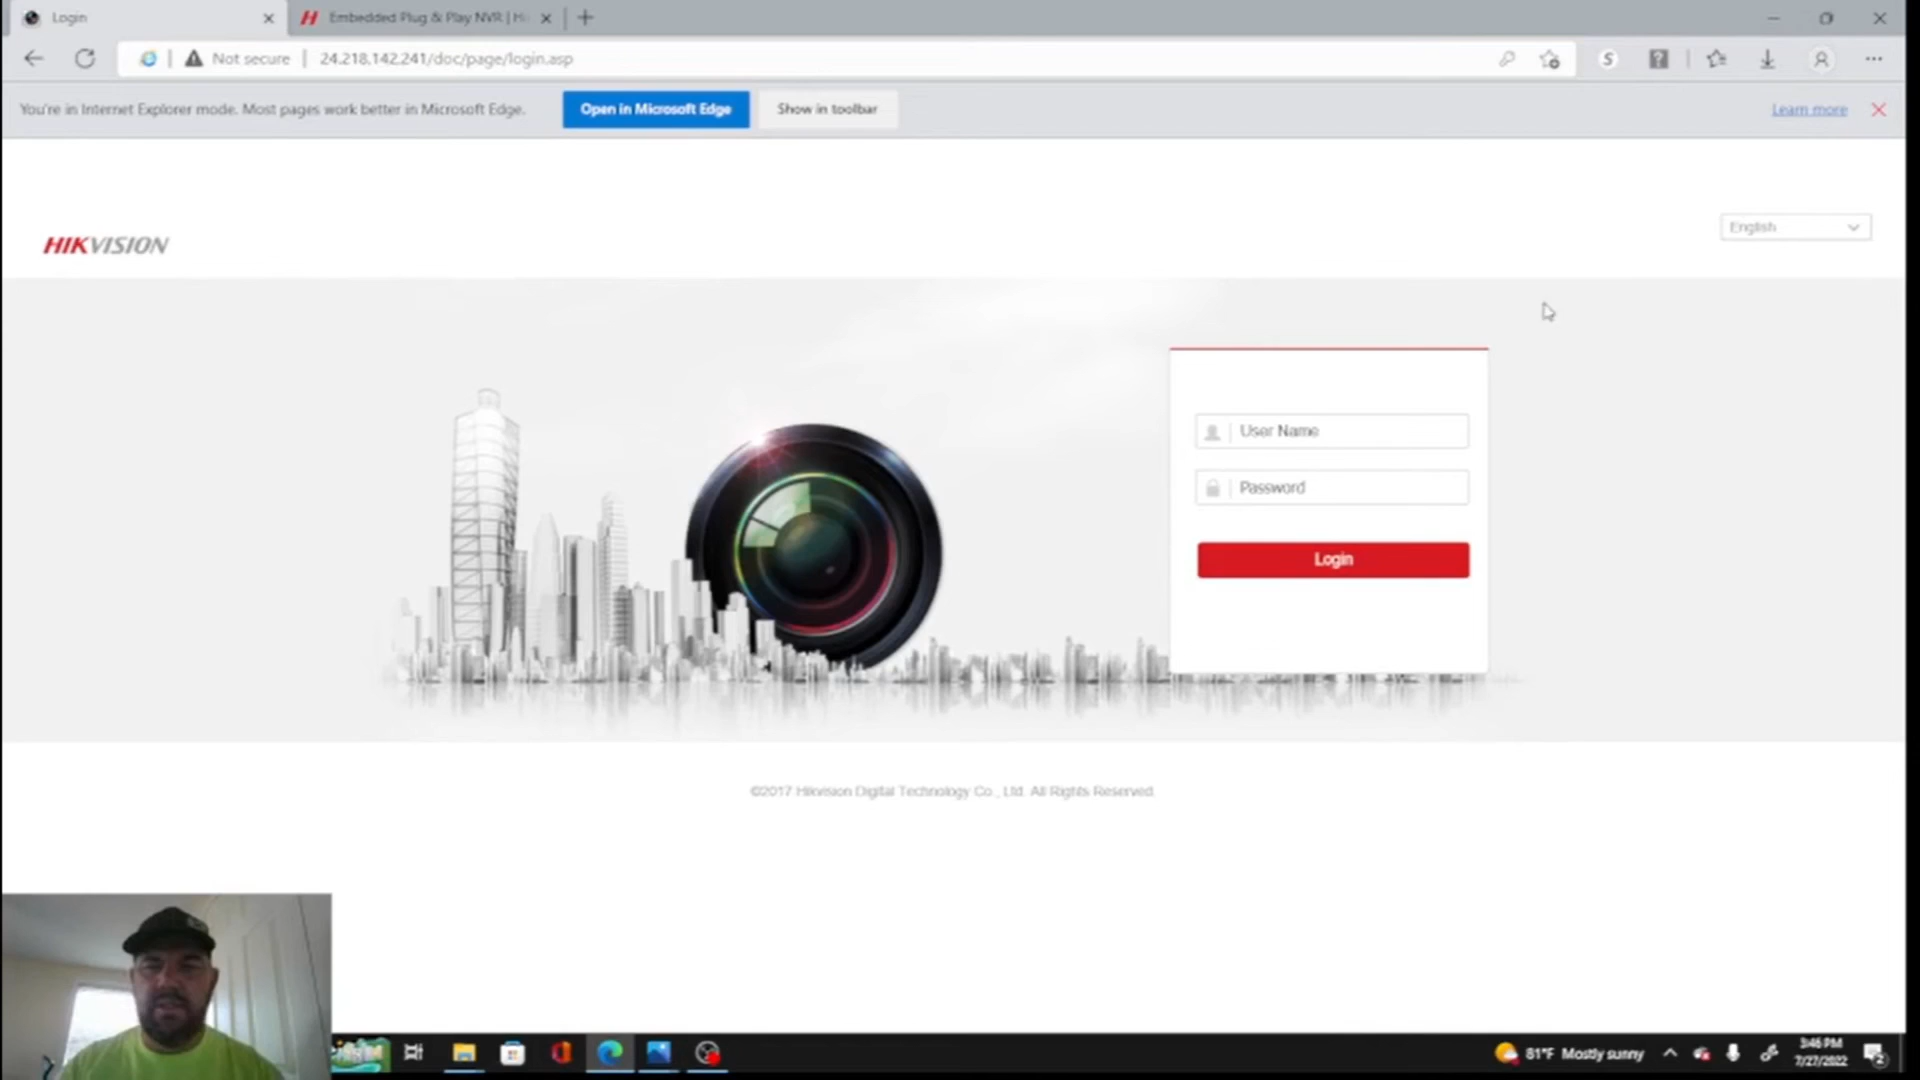 Login
Embedded Plug & Play NVR | Hi
Not secure
24.218.142.241/doc/page/login.asp
You're in Internet Explorer mode. Most pages work better in Microsoft Edge.
Open in Microsoft Edge
Show in toolbar
Learn more
HIKVISION
English
User Name
Password
Login
©2017 Hikvision Digital Technology Co., Ltd. All Rights Reserved.
81°F Mostly sunny
3:46 PM
7/27/2022